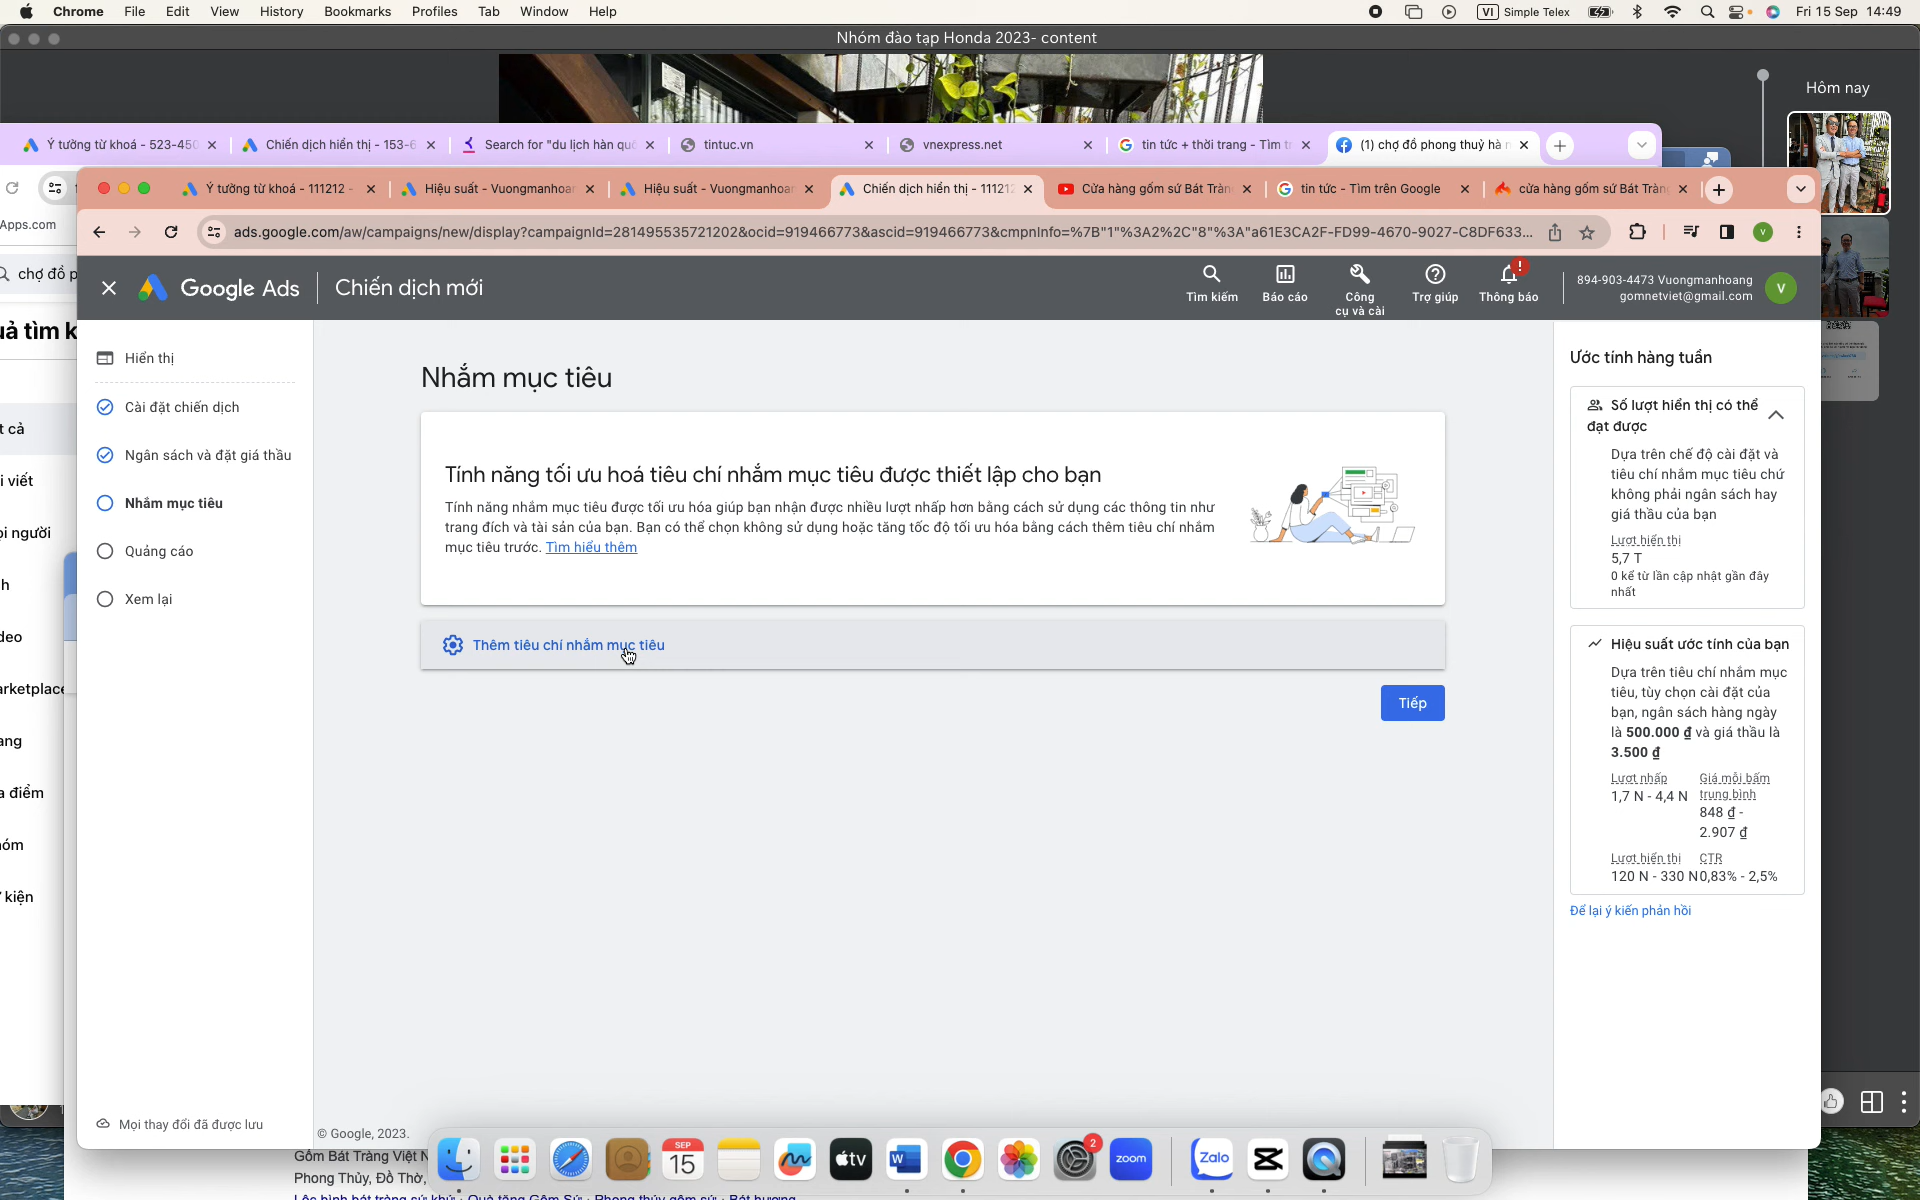 Chrome File Edit View History Bookmarks Profiles Tab Window Help
VI Simple Telex Fri 15 Sep 14:49
Nhóm đào tạp Honda 2023- content
Hôm nay
Ý tưởng từ khoá - 523-450
Chiến dịch hiển thị - 153-6
Search for "du lịch hàn qu
tintuc.vn
vnexpress.net
tin tức + thời trang - Tìm t
(1) chợ đồ phong thuỷ hà
Ý tưởng từ khoá - 111212 -
Hiệu suất - Vuongmanhoa
Hiệu suất - Vuongmanhoa
Chiến dịch hiển thị - 11121
Cửa hàng gốm sứ Bát Tràn
tin tức - Tìm trên Google
cửa hàng gốm sứ Bát Tràng
Apps.com
ads.google.com/aw/campaigns/new/display?campaignId=281495535721202&ocid=919466773&ascid=919466773&cmpnInfo=%7B"1"%3A2%2C"8"%3A"a61E3CA2F-FD99-4670-9027-C8DF633...
V
chợ đồ p
Google Ads
Chiến dịch mới
Tìm kiếm
Báo cáo
Công
cụ và cài
Trợ giúp
!
Thông báo
894-903-4473 Vuongmanhoang
gomnetviet@gmail.com
V
uả tìm k
t cả
i viết
ọi người
h
deo
arketplace
ang
a điểm
óm
kiện
Hiển thị
Cài đặt chiến dịch
Ngân sách và đặt giá thầu
Nhắm mục tiêu
Quảng cáo
Xem lại
Mọi thay đổi đã được lưu
Nhắm mục tiêu
Tính năng tối ưu hoá tiêu chí nhắm mục tiêu được thiết lập cho bạn
Tính năng nhắm mục tiêu được tối ưu hóa giúp bạn nhận được nhiều lượt nhấp hơn bằng cách sử dụng các thông tin như
trang đích và tài sản của bạn. Bạn có thể chọn không sử dụng hoặc tăng tốc độ tối ưu hóa bằng cách thêm tiêu chí nhắm
mục tiêu trước. Tìm hiểu thêm
Thêm tiêu chí nhắm mục tiêu
Tiếp
Ước tính hàng tuần
Số lượt hiển thị có thể
đạt được
Dựa trên chế độ cài đặt và
tiêu chí nhắm mục tiêu chứ
không phải ngân sách hay
giá thầu của bạn
Lượt hiển thị
5,7 T
0 kể từ lần cập nhật gần đây
nhất
Hiệu suất ước tính của bạn
Dựa trên tiêu chí nhắm mục
tiêu, tùy chọn cài đặt của
bạn, ngân sách hàng ngày
là 500.000 ₫ và giá thầu là
3.500 ₫
Lượt nhấp
1,7 N - 4,4 N
Giá mỗi bấm
trung bình
848 ₫ -
2.907 ₫
Lượt hiển thị
120 N - 330 N
CTR
0,83% - 2,5%
Để lại ý kiến phản hồi
© Google, 2023.
Gốm Bát Tràng Việt N
Phong Thủy, Đồ Thờ,
SEP
15
tv
W
2
zoom
Zalo